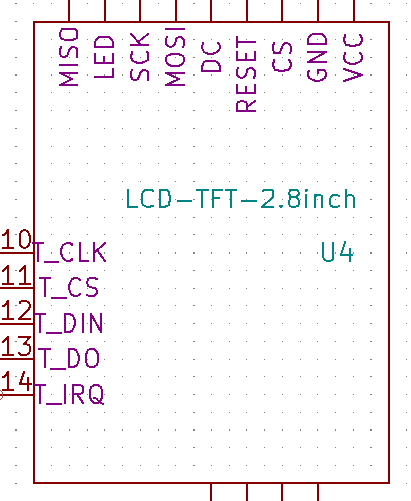 MISO LED SCK MOSI DC RESET CS GND VCC
LCD-TFT-2.8inch
U4
10 T_CLK
11 T_CS
12 T_DIN
13 T_DO
14 T_IRQ